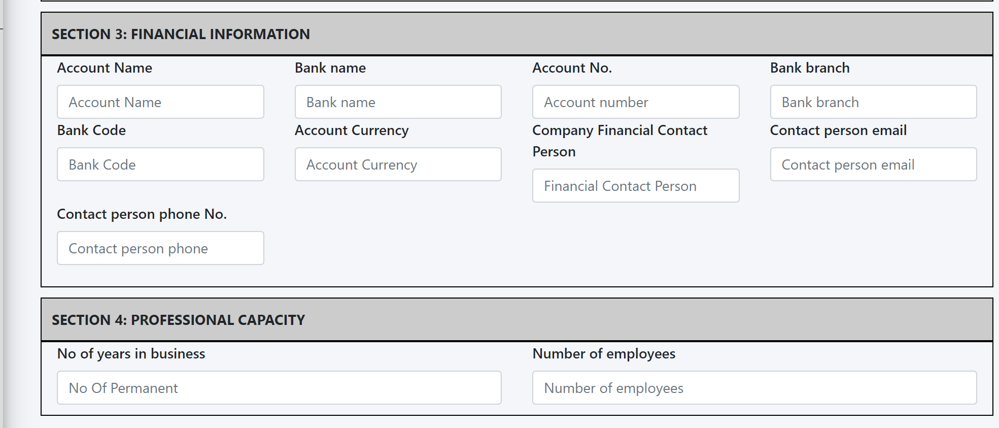 SECTION 3: FINANCIAL INFORMATION
Account Name
Bank name
Account No.
Bank branch
Account Name
Bank name
Account number
Bank branch
Bank Code
Account Currency
Company Financial Contact
Person
Contact person email
Bank Code
Account Currency
Financial Contact Person
Contact person email
Contact person phone No.
Contact person phone
SECTION 4: PROFESSIONAL CAPACITY
No of years in business
Number of employees
No Of Permanent
Number of employees